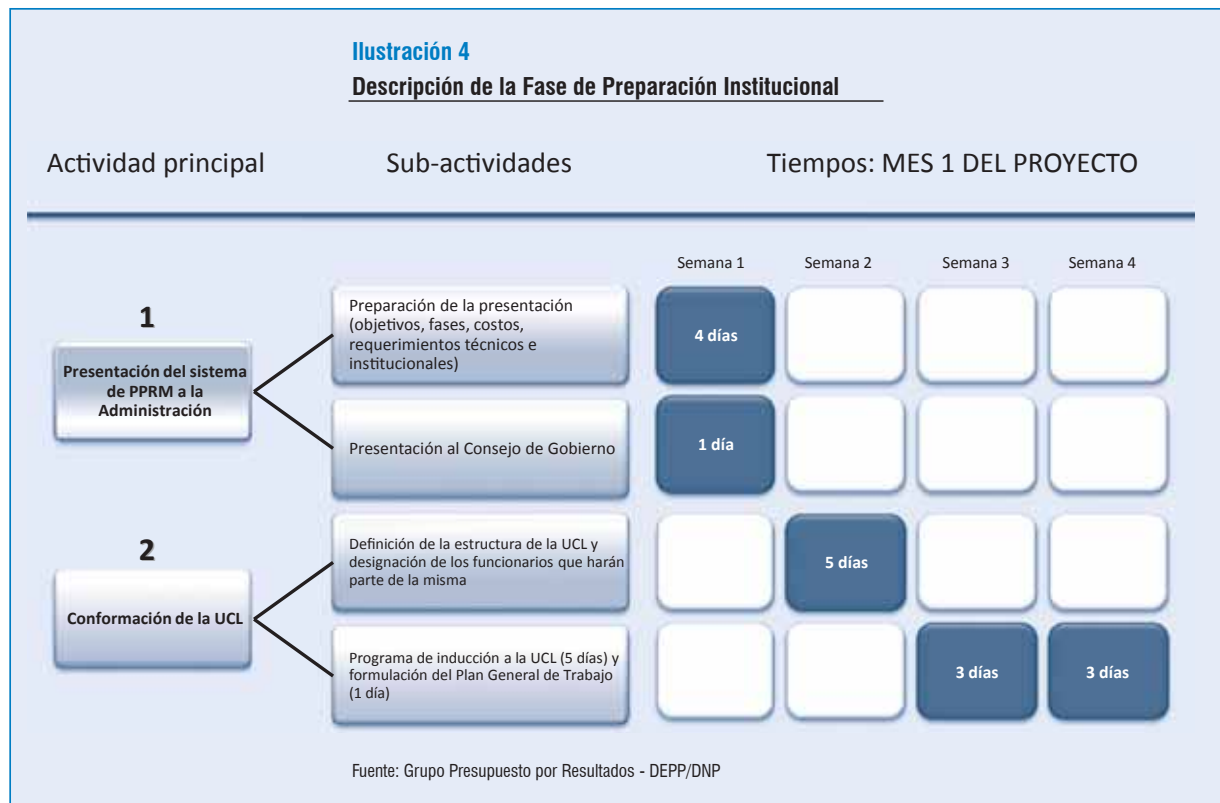 Ilustración 4
Descripción de la Fase de Preparación Institucional
Actividad principal
Sub-actividades
Tiempos: MES 1 DEL PROYECTO
Semana 1
Semana 2
Semana 3
Semana 4
1
Presentación del sistema
de PPRM a la
Administración
Preparación de la presentación
(objetivos, fases, costos,
requerimientos técnicos e
institucionales)
4 días
Presentación al Consejo de Gobierno
1 día
2
Conformación de la UCL
Definición de la estructura de la UCL y
designación de los funcionarios que harán
parte de la misma
5 días
Programa de inducción a la UCL (5 días) y
formulación del Plan General de Trabajo
(1 día)
3 días
3 días
Fuente: Grupo Presupuesto por Resultados - DEPP/DNP